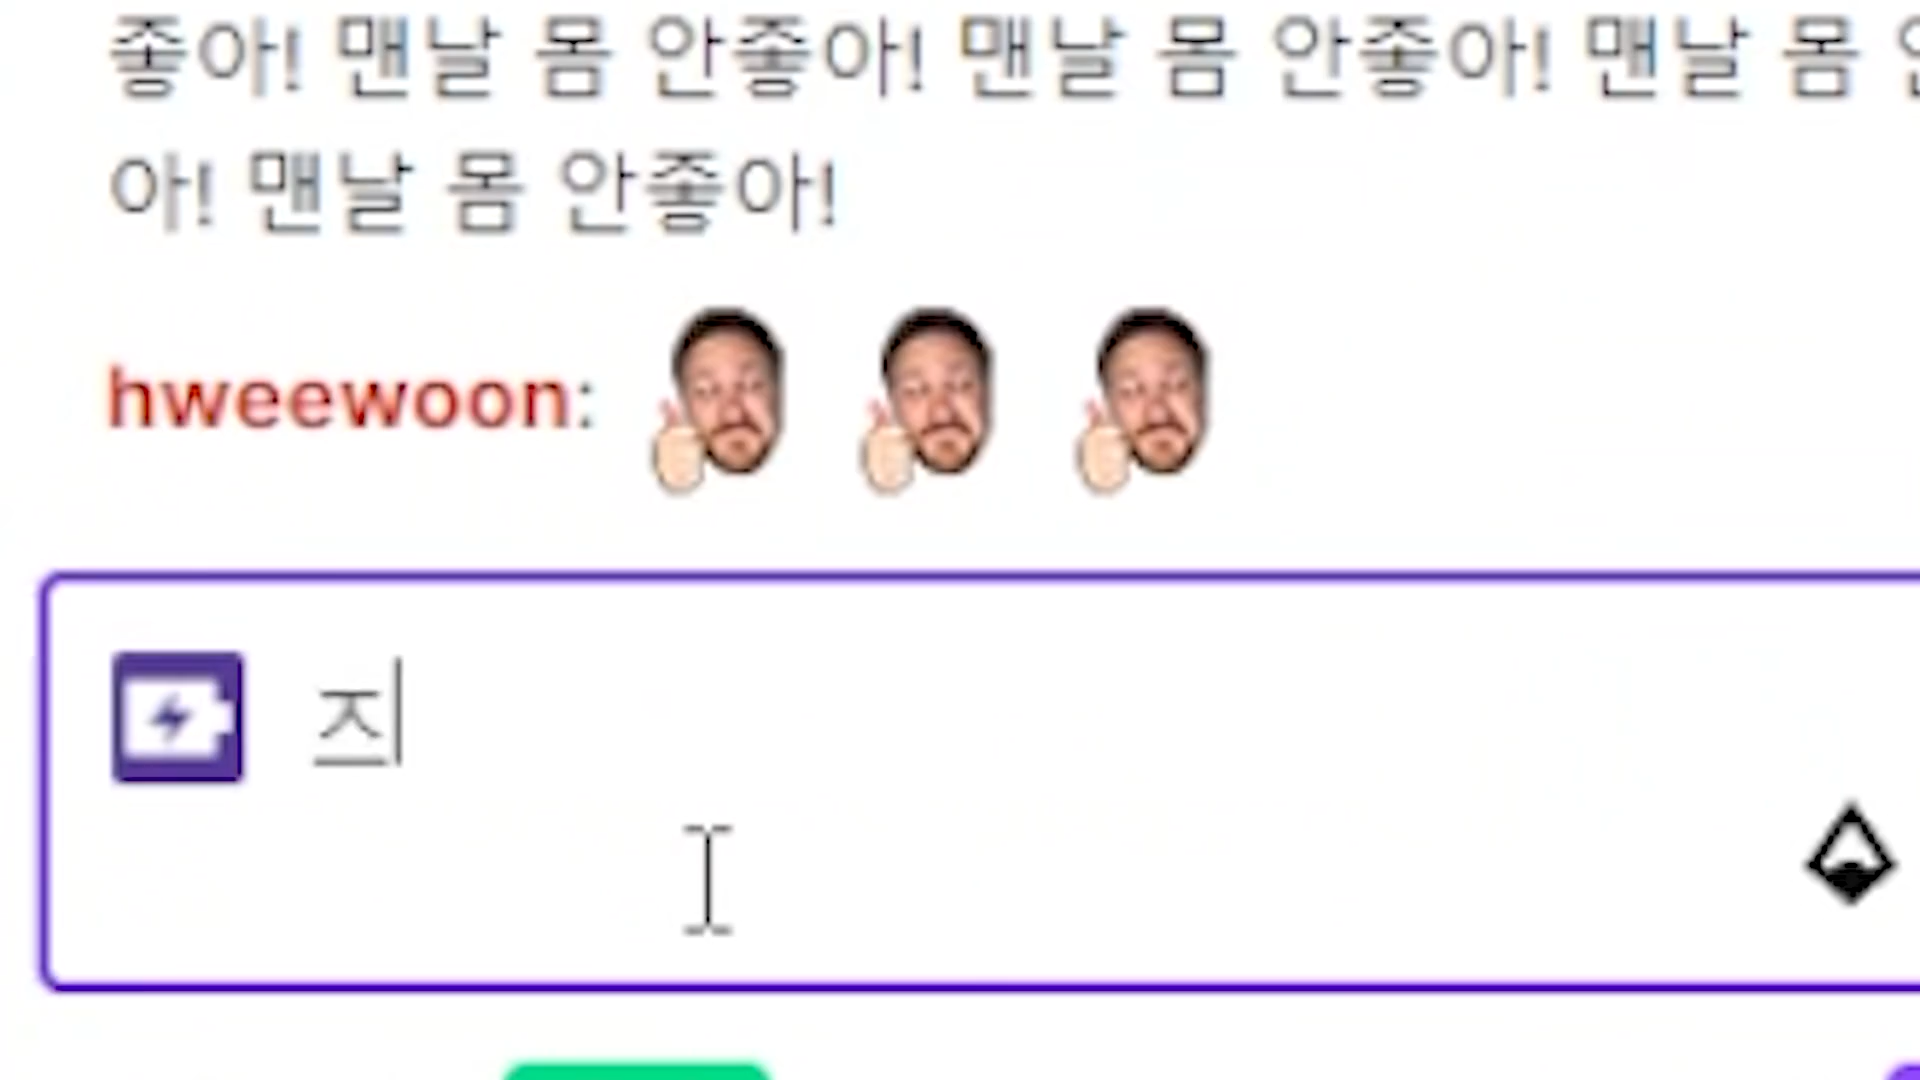 좋아! 맨날 몸 안좋아! 맨날 몸 안좋아! 맨날 몸
아! 맨날 몸 안좋아!
hweewoon:
즈